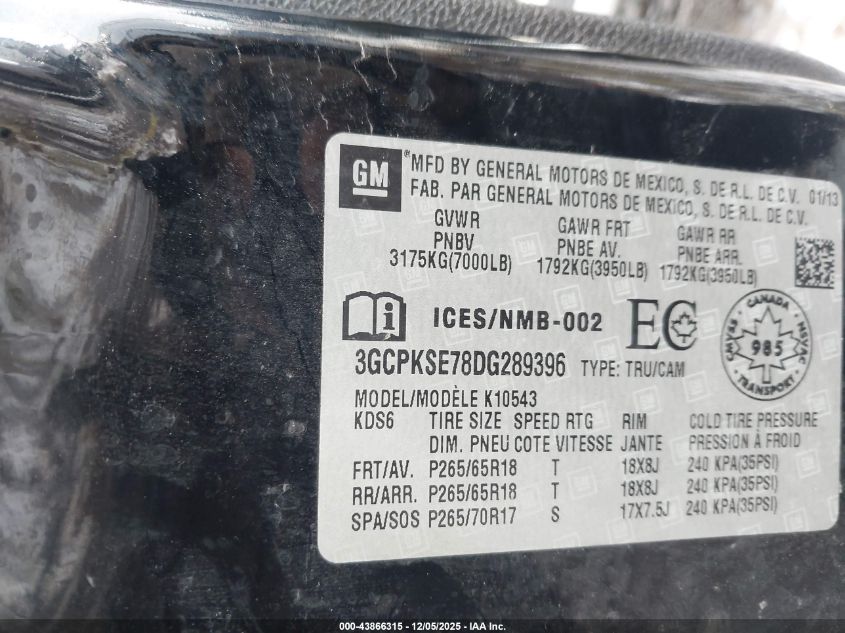 GM ® MFD BY GENERAL MOTORS DE MEXICO, S. DE R.L. DE C.V. 01/13
FAB. PAR GENERAL MOTORS DE MEXICO, S. DE R.L. DE C.V.
GVWR GAWR FRT GAWR RR
PNBV PNBE AV. PNBE ARR.
3175KG(7000LB) 1792KG(3950LB) 1792KG(3950LB)
i ICES/NMB-002 EC
CANADA
985
TRANSPORT
3GCPKSE78DG289396 TYPE: TRU/CAM
MODEL/MODÈLE K10543
KDS6 TIRE SIZE SPEED RTG RIM COLD TIRE PRESSURE
DIM. PNEU COTE VITESSE JANTE PRESSION À FROID
FRT/AV. P265/65R18 T 18X8J 240 KPA(35PSI)
RR/ARR. P265/65R18 T 18X8J 240 KPA(35PSI)
SPA/SOS P265/70R17 S 17X7.5J 240 KPA(35PSI)
000-43866315 - 12/05/2025 - IAA Inc.